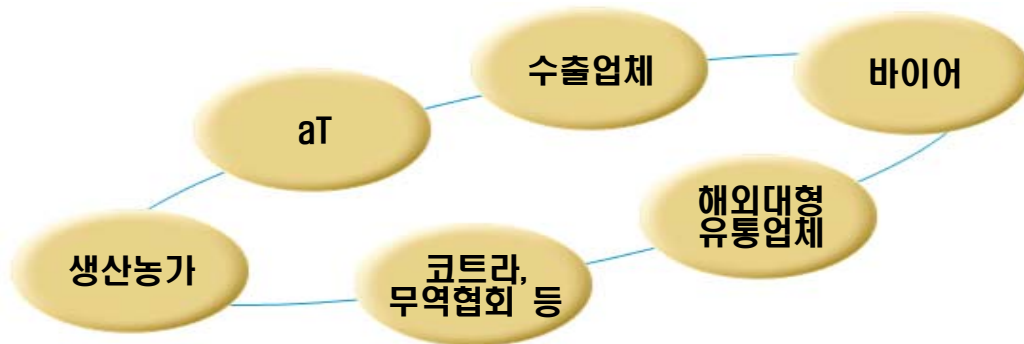 수출업체
바이어
aT
해외대형
유통업체
생산농가
코트라,
무역협회 등